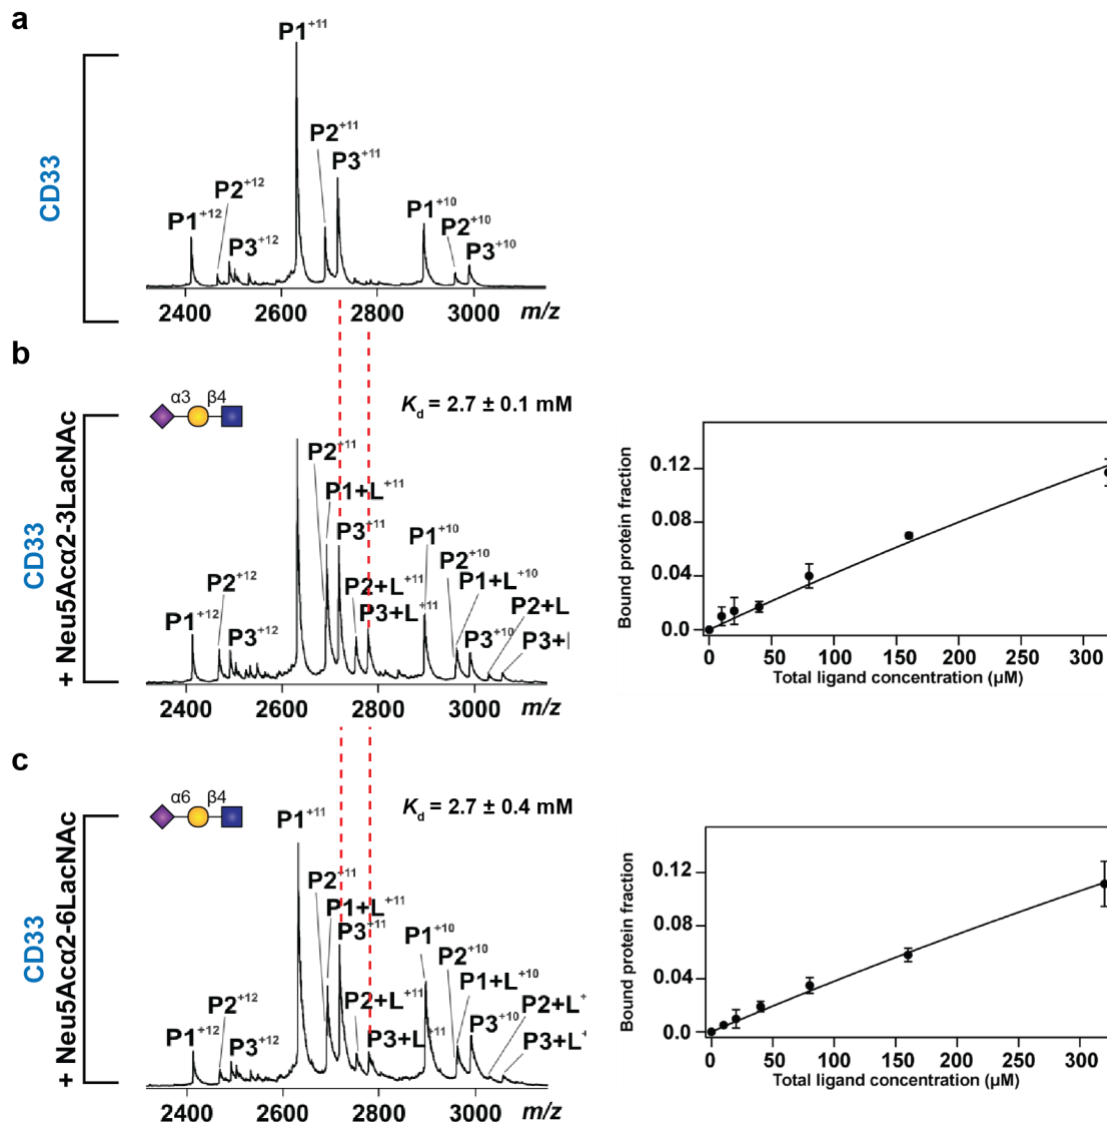 a
CD33
P1+11
P2+11
P3+11
P1+12
P2+12
P3+12
P1+10
P2+10
P3+10
2400 2600 2800 3000 m/z
b
CD33
+ Neu5Acα2-3LacNAc
α3 β4
Kd = 2.7 ± 0.1 mM
P2+11
P1+L+11
P3+11
P2+L+11
P3+L+11
P1+12
P2+12
P3+12
P1+10
P2+10
P1+L+10
P3+10
P2+L
P3+
2400 2600 2800 3000 m/z
Bound protein fraction
0.12
0.08
0.04
0.0
0 50 100 150 200 250 300
Total ligand concentration (µM)
c
CD33
+ Neu5Acα2-6LacNAc
α6 β4
Kd = 2.7 ± 0.4 mM
P1+11
P2+11
P1+L+11
P3+11
P2+L+11
P3+L+11
P1+12
P2+12
P3+12
P1+10
P2+10
P1+L+10
P3+10
P2+L+
P3+L+
2400 2600 2800 3000 m/z
Bound protein fraction
0.12
0.08
0.04
0.0
0 50 100 150 200 250 300
Total ligand concentration (µM)